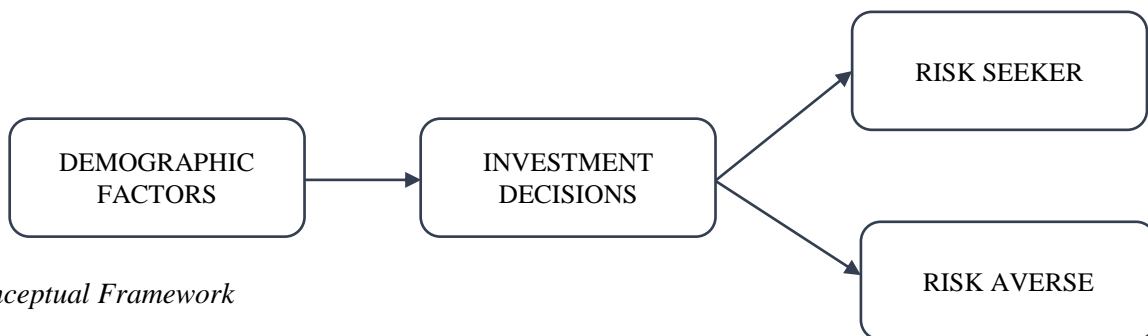 RISK SEEKER
DEMOGRAPHIC
FACTORS
INVESTMENT
DECISIONS
RISK AVERSE
nceptual Framework